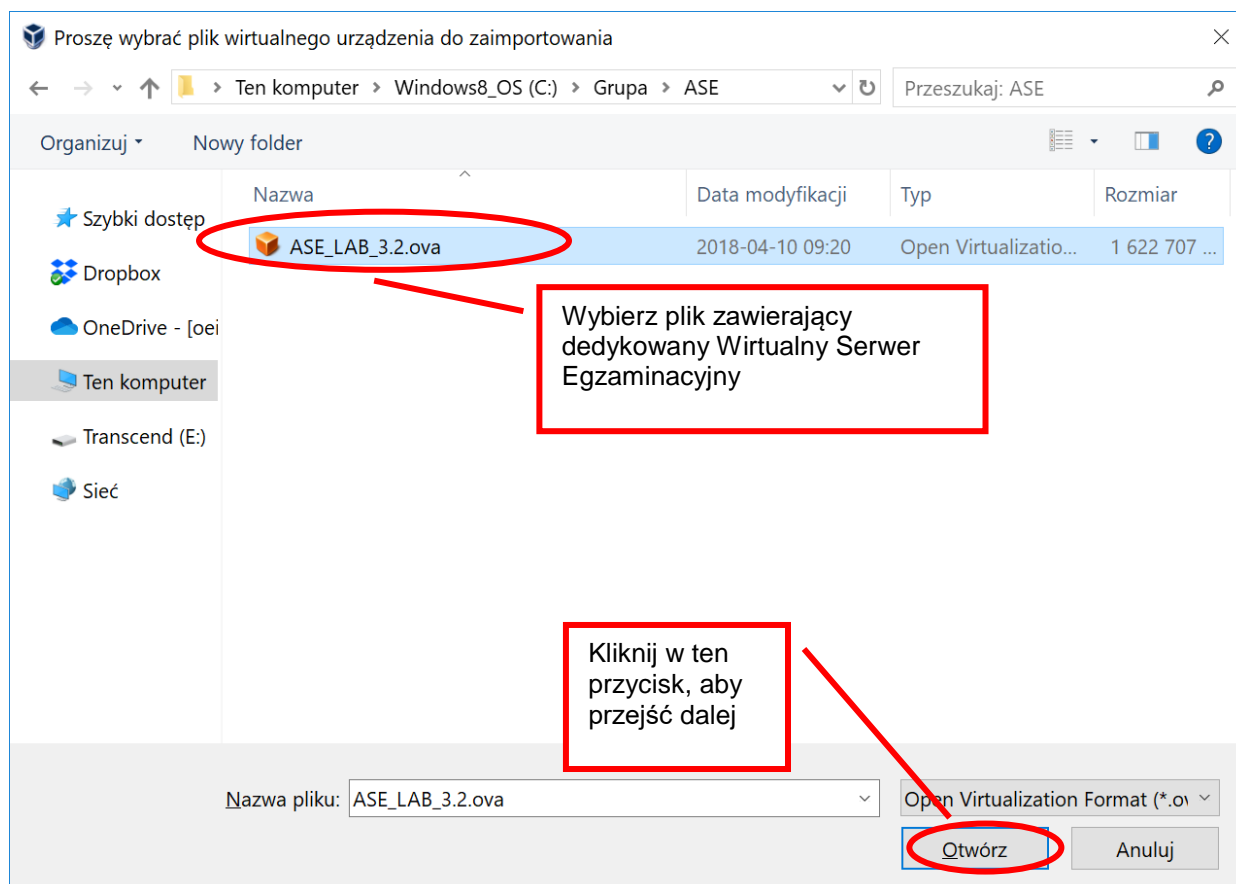 Proszę wybrać plik wirtualnego urządzenia do zaimportowania
Ten komputer > Windows8_OS (C:) > Grupa > ASE
Przeszukaj: ASE
Organizuj
Nowy folder
Nazwa
Data modyfikacji
Typ
Rozmiar
Szybki dostęp
ASE_LAB_3.2.ova
2018-04-10 09:20
Open Virtualizatio...
1 622 707 ...
Dropbox
OneDrive - [oei
Ten komputer
Transcend (E:)
Sieć
Wybierz plik zawierający
dedykowany Wirtualny Serwer
Egzaminacyjny
Kliknij w ten
przycisk, aby
przejść dalej
Nazwa pliku:
ASE_LAB_3.2.ova
Open Virtualization Format (*.ov
Otwórz
Anuluj